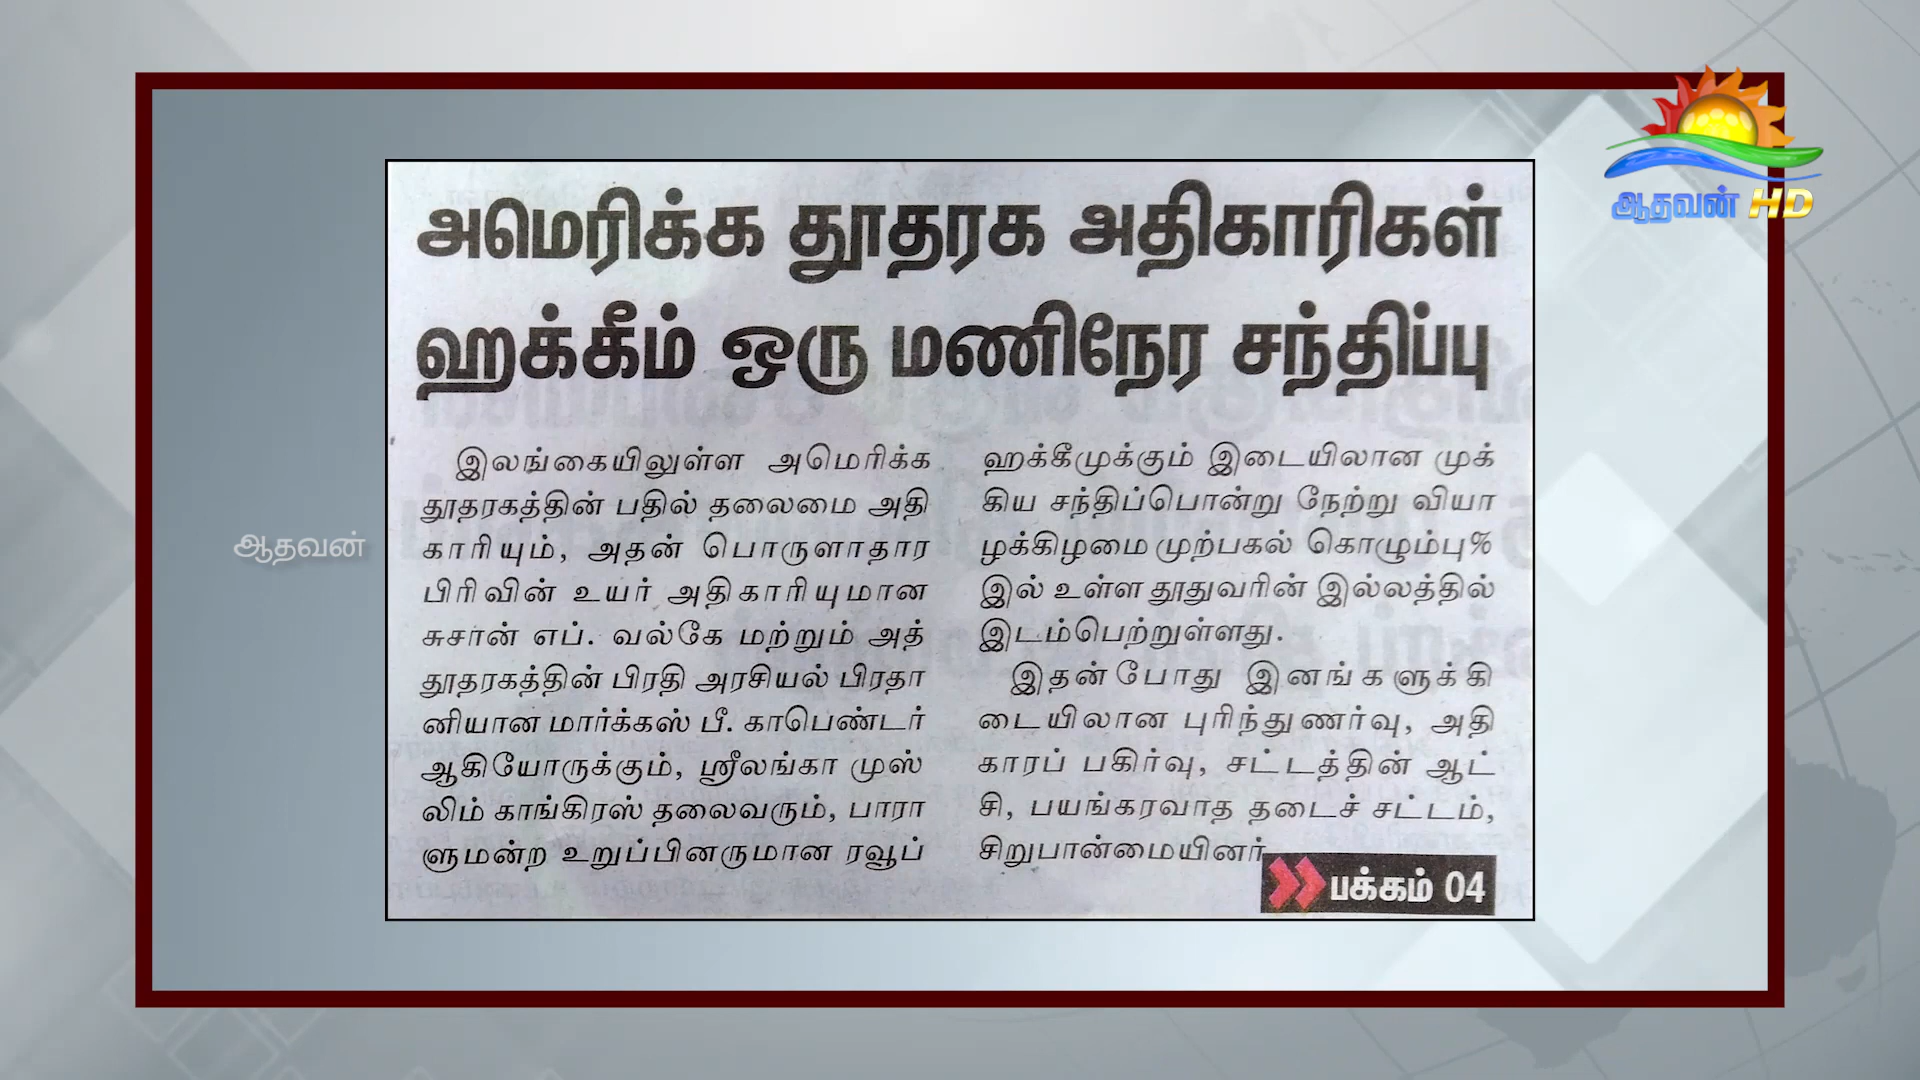 ஆதவன் HD
அமெரிக்க தூதரக அதிகாரிகள்
ஹக்கீம் ஒரு மணிநேர சந்திப்பு
இலங்கையிலுள்ள அமெரிக்க
தூதரகத்தின் பதில் தலைமை அதி
காரியும், அதன் பொருளாதார
பிரிவின் உயர் அதிகாரியுமான
சுசான் எப். வல்கே மற்றும் அத்
தூதரகத்தின் பிரதி அரசியல் பிரதா
னியான மார்க்கஸ் பீ. காபெண்டர்
ஆகியோருக்கும், ஸ்ரீலங்கா முஸ்
லிம் காங்கிரஸ் தலைவரும், பாரா
ளுமன்ற உறுப்பினருமான ரவூப்
ஹக்கீமுக்கும் இடையிலான முக்
கிய சந்திப்பொன்று நேற்று வியா
ழக்கிழமை முற்பகல் கொழும்பு%
இல் உள்ள தூதுவரின் இல்லத்தில்
இடம்பெற்றுள்ளது.
இதன்போது இனங்களுக்கி
டையிலான புரிந்துணர்வு, அதி
காரப் பகிர்வு, சட்டத்தின் ஆட்
சி, பயங்கரவாத தடைச் சட்டம்,
சிறுபான்மையினர்
பக்கம் 04
ஆதவன்